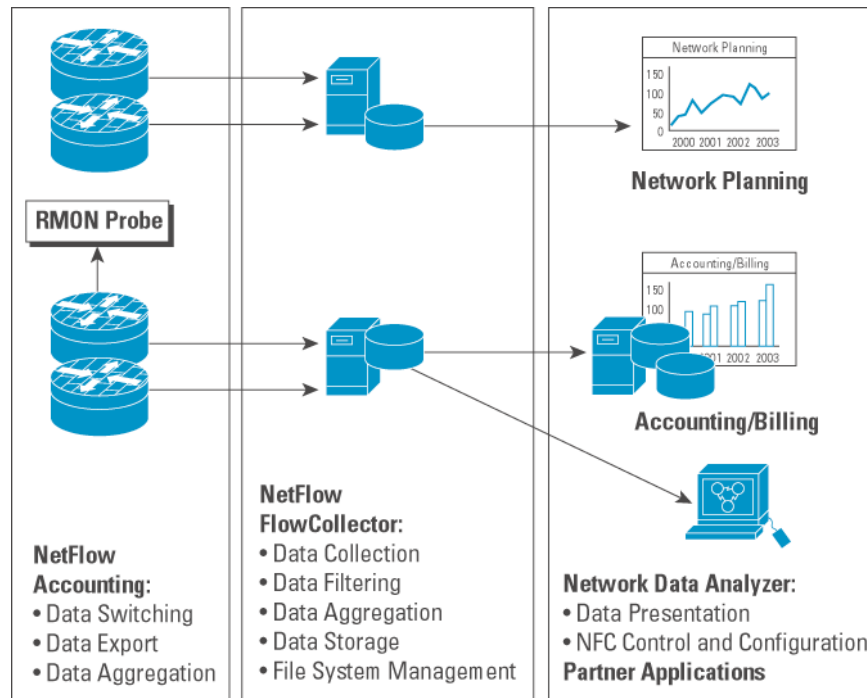 RMON Probe
NetFlow
Accounting:
• Data Switching
• Data Export
• Data Aggregation
NetFlow
FlowCollector:
• Data Collection
• Data Filtering
• Data Aggregation
• Data Storage
• File System Management
Network Planning
150
100
50
0
2000 2001 2002 2003
Network Planning
Accounting/Billing
150
100
2002 2003
Accounting/Billing
Network Data Analyzer:
• Data Presentation
• NFC Control and Configuration
Partner Applications